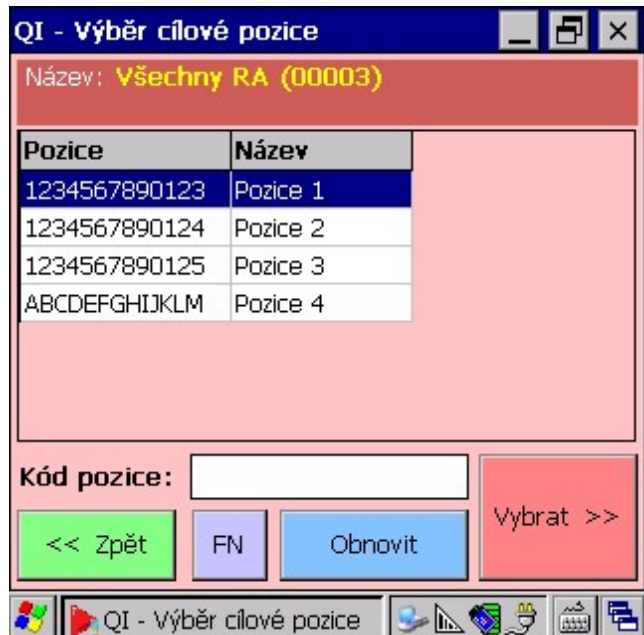 QI - Výběr cílové pozice
Název: Všechny RA (00003)
Pozice Název
1234567890123 Pozice 1
1234567890124 Pozice 2
1234567890125 Pozice 3
ABCDEFGHIJKLM Pozice 4
Kód pozice:
Vybrat >>
<< Zpět FN Obnovit
QI - Výběr cílové pozice